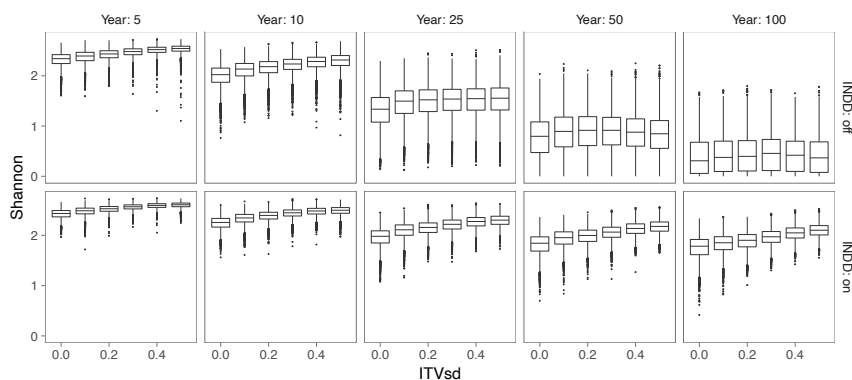 Year: 5 Year: 10 Year: 25 Year: 50 Year: 100
Shannon
2
1
0
INDD: off
2
1
0
INDD: on
0.0 0.2 0.4 0.0 0.2 0.4 0.0 0.2 0.4 0.0 0.2 0.4 0.0 0.2 0.4
ITVsd